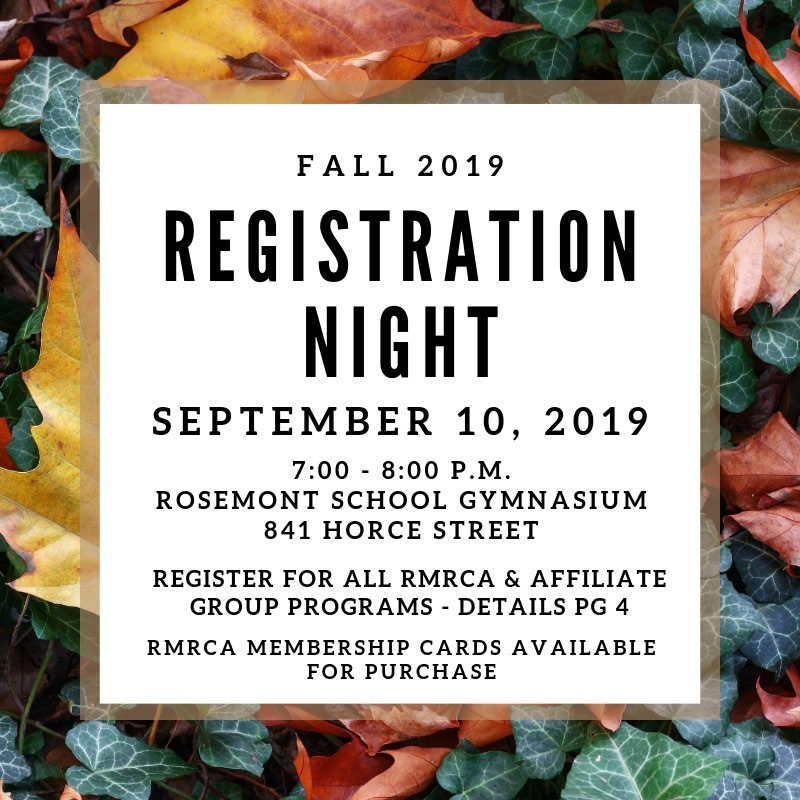 FALL 2019
REGISTRATION
NIGHT
SEPTEMBER 10, 2019
7:00 - 8:00 P.M.
ROSEMONT SCHOOL GYMNASIUM
841 HORCE STREET
REGISTER FOR ALL RMRCA & AFFILIATE
GROUP PROGRAMS - DETAILS PG 4
RMRCA MEMBERSHIP CARDS AVAILABLE
FOR PURCHASE